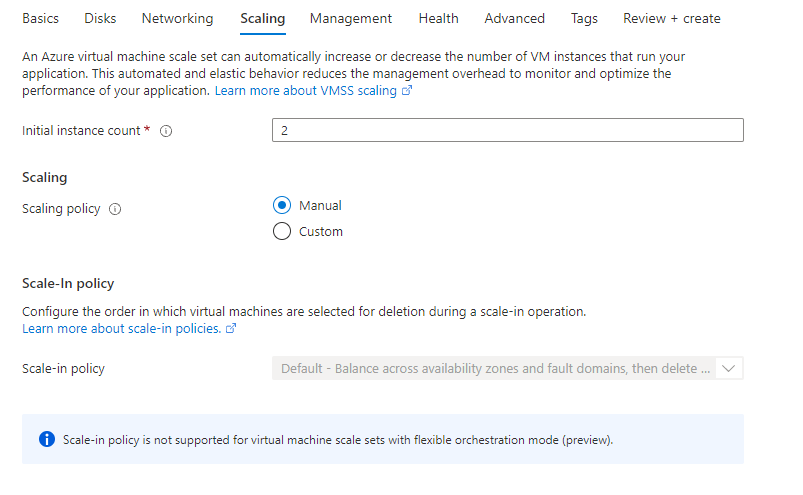 Basics Disks Networking Scaling Management Health Advanced Tags Review + create
An Azure virtual machine scale set can automatically increase or decrease the number of VM instances that run your
application. This automated and elastic behavior reduces the management overhead to monitor and optimize the
performance of your application. Learn more about VMSS scaling
Initial instance count * 2
Scaling
Scaling policy Manual
Custom
Scale-In policy
Configure the order in which virtual machines are selected for deletion during a scale-in operation.
Learn more about scale-in policies.
Scale-in policy Default - Balance across availability zones and fault domains, then delete ...
Scale-in policy is not supported for virtual machine scale sets with flexible orchestration mode (preview).